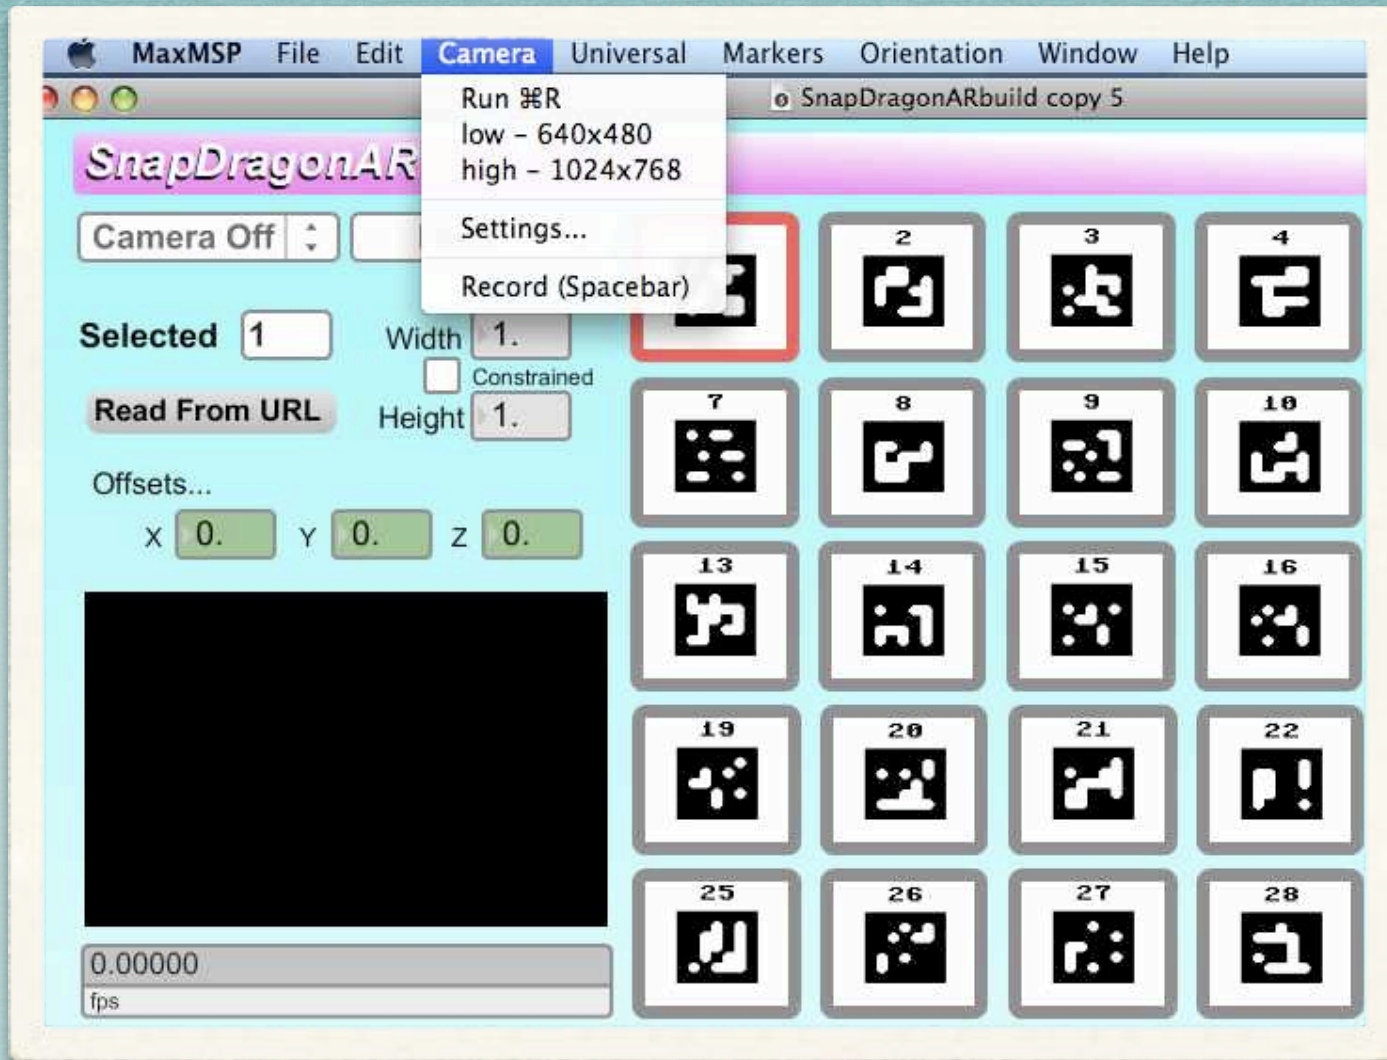 MaxMSP File Edit Camera Universal Markers Orientation Window Help
SnapDragonARbuild copy 5
Run ⌘R
low – 640x480
high – 1024x768
Settings...
Record (Spacebar)
SnapDragonAR
Camera Off
Selected 1
Width 1.
Constrained
Read From URL
Height 1.
Offsets...
X 0. Y 0. Z 0.
0.00000
fps
2 3 4
7 8 9 10
13 14 15 16
19 20 21 22
25 26 27 28